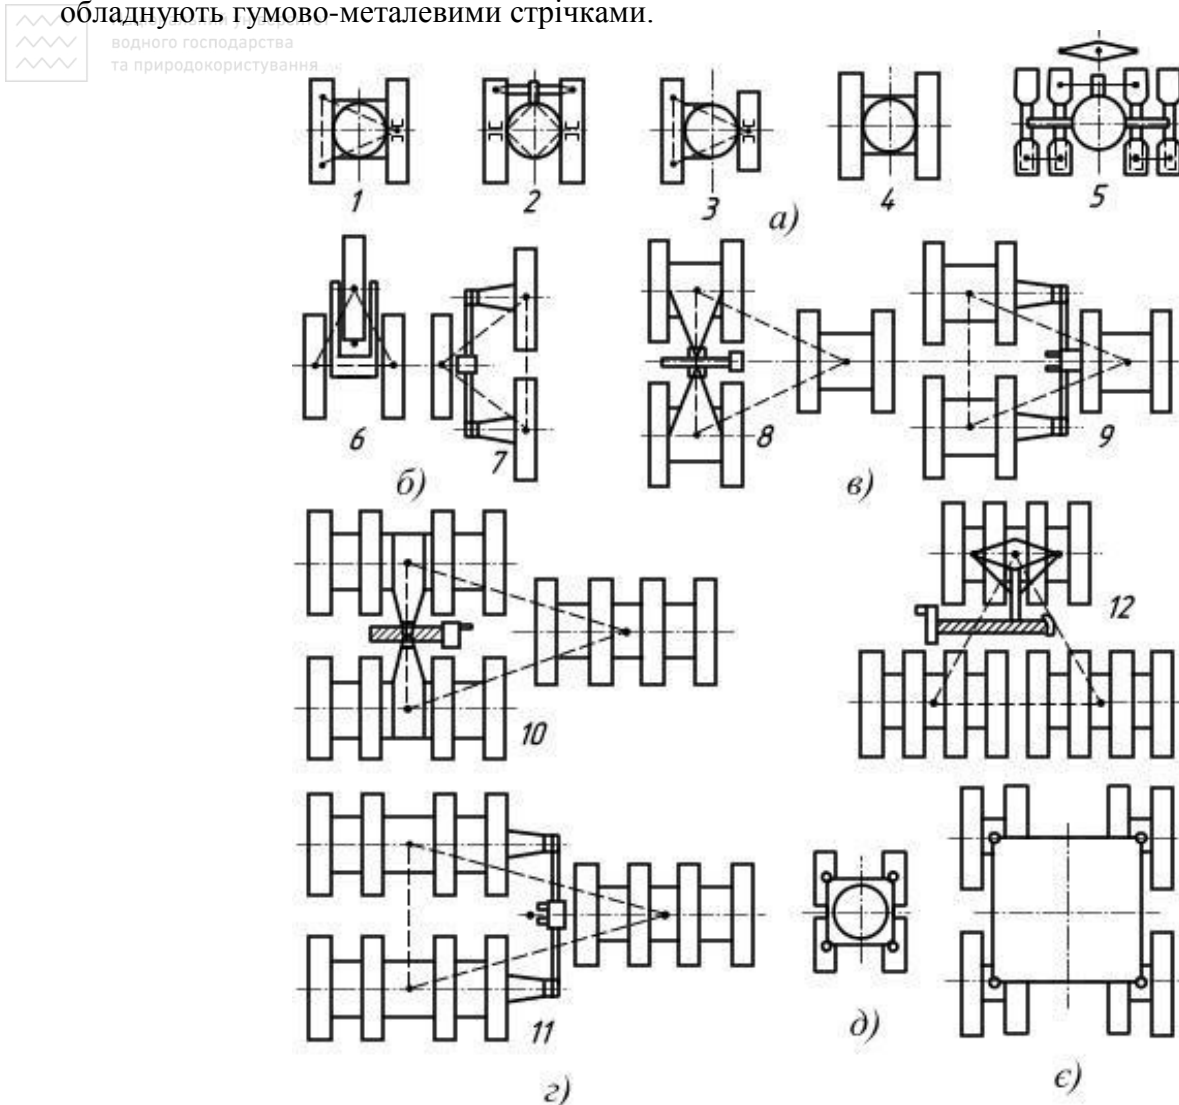 обладнують гумово-металевими стрічками.
водного господарства
та природокористування
1
2
3
4
5
а)
6
7
8
9
б)
в)
10
12
11
д)
г)
є)